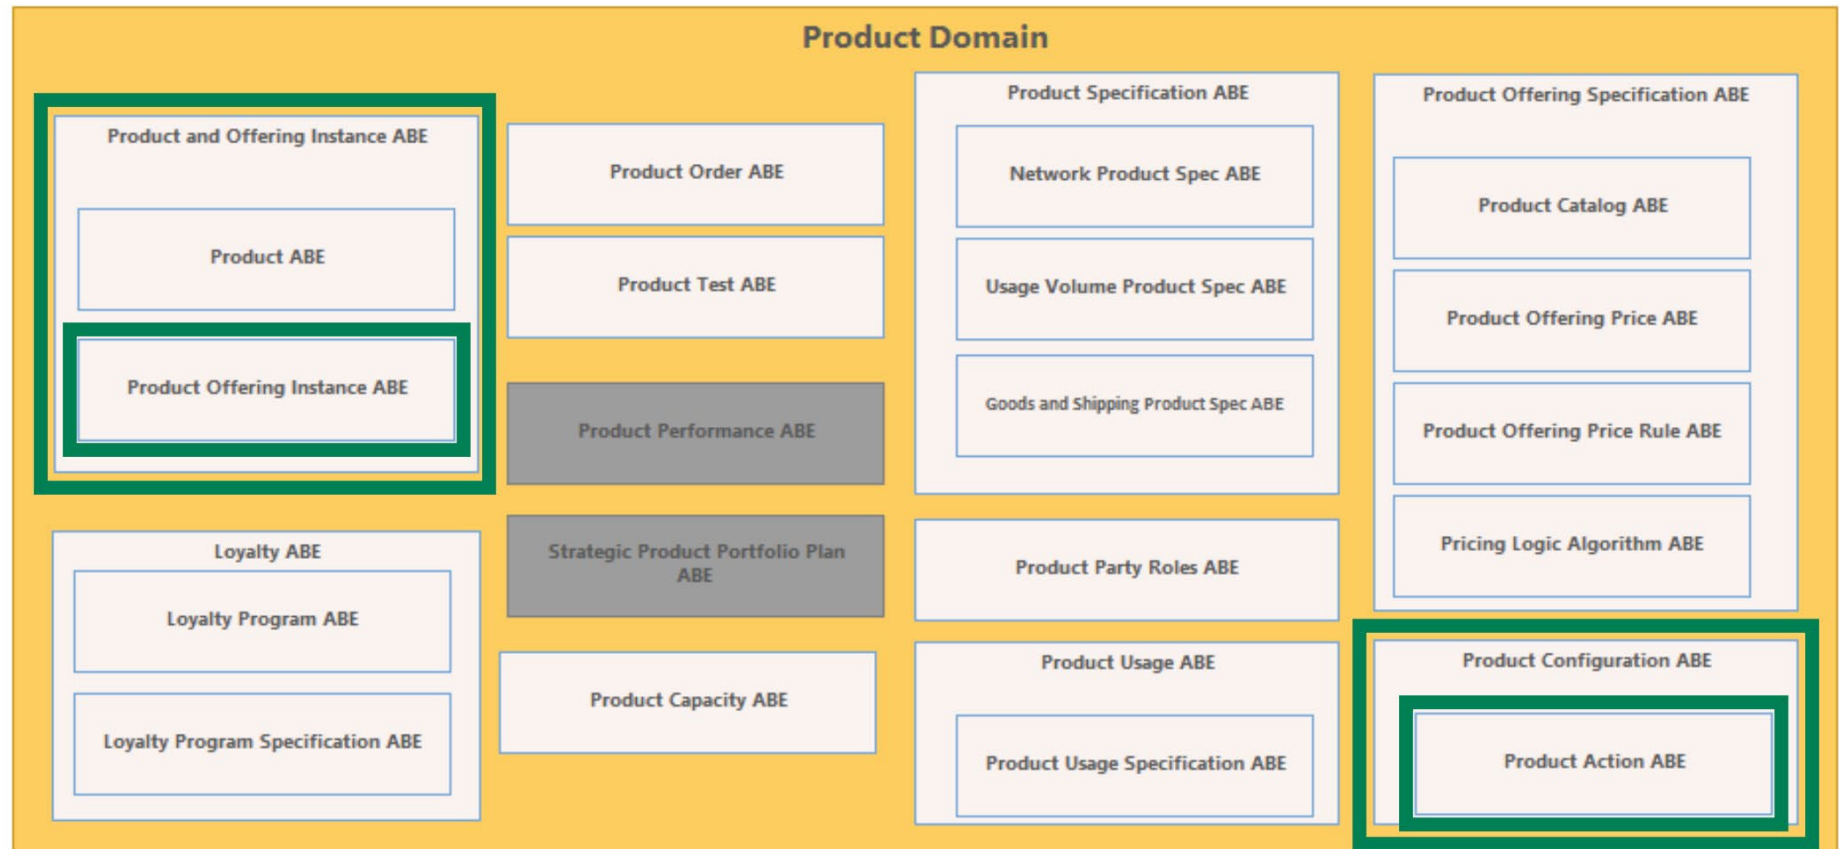 Product Domain
Product and Offering Instance ABE
Product ABE
Product Offering Instance ABE
Loyalty ABE
Loyalty Program ABE
Loyalty Program Specification ABE
Product Order ABE
Product Test ABE
Product Performance ABE
Strategic Product Portfolio Plan
ABE
Product Capacity ABE
Product Specification ABE
Network Product Spec ABE
Usage Volume Product Spec ABE
Goods and Shipping Product Spec ABE
Product Party Roles ABE
Product Usage ABE
Product Usage Specification ABE
Product Offering Specification ABE
Product Catalog ABE
Product Offering Price ABE
Product Offering Price Rule ABE
Pricing Logic Algorithm ABE
Product Configuration ABE
Product Action ABE